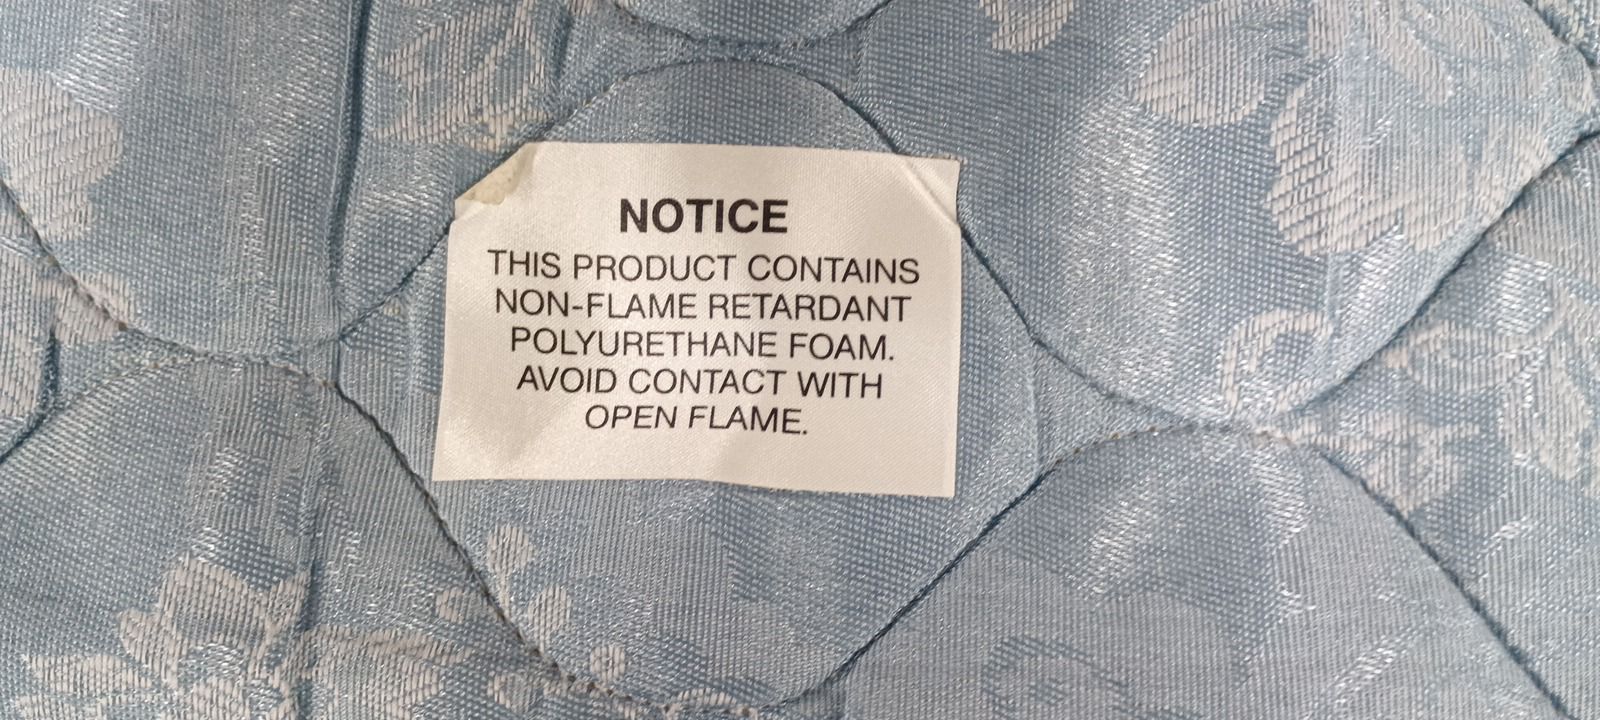 NOTICE
THIS PRODUCT CONTAINS
NON-FLAME RETARDANT
POLYURETHANE FOAM.
AVOID CONTACT WITH
OPEN FLAME.